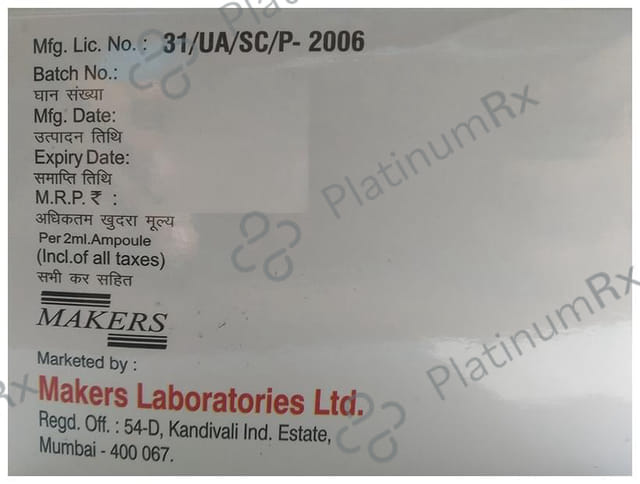 Mfg. Lic. No. : 31/UA/SC/P- 2006
Batch No.:
घान संख्या
Mfg. Date:
उत्पादन तिथि
Expiry Date:
समाप्ति तिथि
M.R.P. ₹ :
अधिकतम खुदरा मूल्य
Per 2ml.Ampoule
(Incl.of all taxes)
सभी कर सहित
MAKERS
Marketed by :
Makers Laboratories Ltd.
Regd. Off. : 54-D, Kandivali Ind. Estate,
Mumbai - 400 067.
PlatinumRx
PlatinumRx
Rx